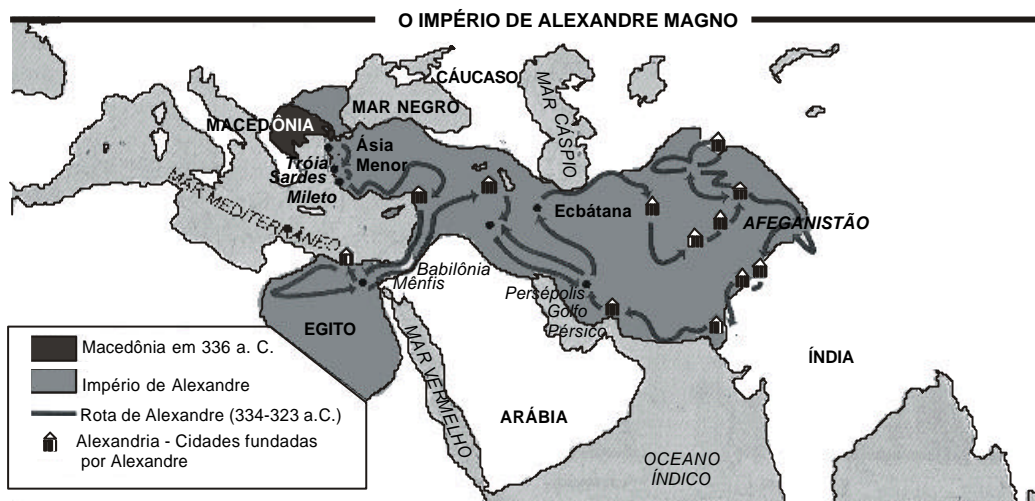 O IMPÉRIO DE ALEXANDRE MAGNO
CÁUCASO
MAR NEGRO
MAR CÁSPIO
MACEDÔNIA
Ásia
Menor
Tróia
Sardes
Mileto
MAR MEDITERRÂNEO
Ecbátana
AFEGANISTÃO
Babilônia
Mênfis
Persépolis
Golfo
Pérsico
EGITO
MAR VERMELHO
ARÁBIA
ÍNDIA
OCEANO
ÍNDICO
Macedônia em 336 a. C.
Império de Alexandre
Rota de Alexandre (334-323 a.C.)
Alexandria - Cidades fundadas
por Alexandre